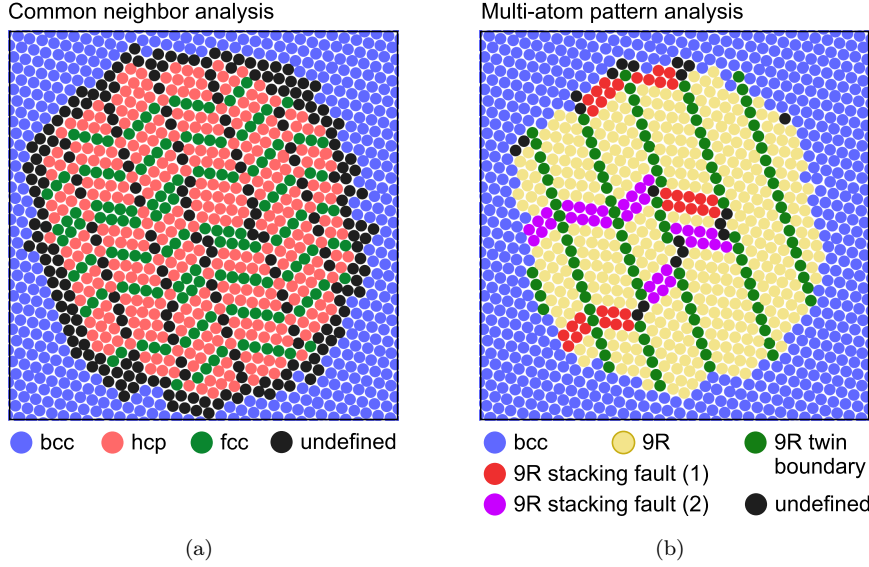 Common neighbor analysis
Multi-atom pattern analysis
bcc
hcp
fcc
undefined
bcc
9R
9R twin
boundary
9R stacking fault (1)
9R stacking fault (2)
undefined
(a)
(b)